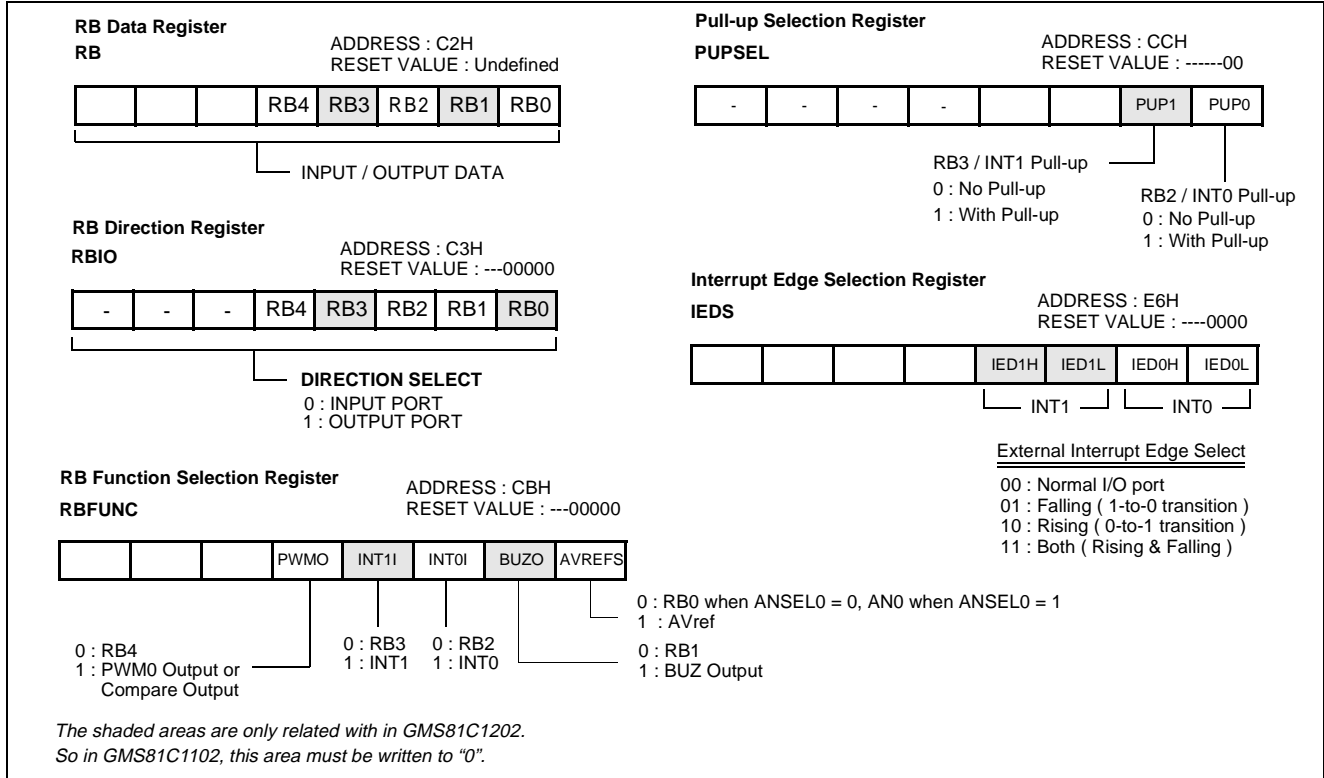 RB Data Register
RB
ADDRESS : C2H
RESET VALUE : Undefined
RB4 RB3 RB2 RB1 RB0
INPUT / OUTPUT DATA
RB Direction Register
RBIO
ADDRESS : C3H
RESET VALUE : ---00000
- - - RB4 RB3 RB2 RB1 RB0
DIRECTION SELECT
0 : INPUT PORT
1 : OUTPUT PORT
RB Function Selection Register
RBFUNC
ADDRESS : CBH
RESET VALUE : ---00000
PWMO INT1I INT0I BUZO AVREFS
0 : RB4
1 : PWM0 Output or
Compare Output
0 : RB3
1 : INT1
0 : RB2
1 : INT0
0 : RB0 when ANSEL0 = 0, AN0 when ANSEL0 = 1
1 : AVref
0 : RB1
1 : BUZ Output
Pull-up Selection Register
PUPSEL
ADDRESS : CCH
RESET VALUE : ------00
- - - - PUP1 PUP0
RB3 / INT1 Pull-up
0 : No Pull-up
1 : With Pull-up
RB2 / INT0 Pull-up
0 : No Pull-up
1 : With Pull-up
Interrupt Edge Selection Register
IEDS
ADDRESS : E6H
RESET VALUE : ----0000
IED1H IED1L IED0H IED0L
INT1 INT0
External Interrupt Edge Select
00 : Normal I/O port
01 : Falling ( 1-to-0 transition )
10 : Rising ( 0-to-1 transition )
11 : Both ( Rising & Falling )
The shaded areas are only related with in GMS81C1202.
So in GMS81C1102, this area must be written to “0”.